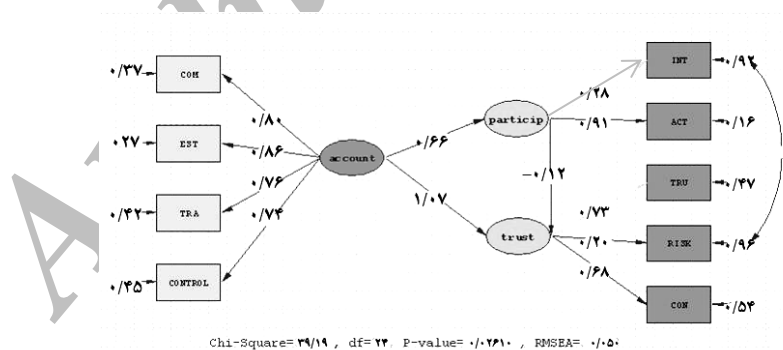 ۰/۳۷
COM
۰/۲۷
EST
۰/۴۲
TRA
۰/۴۵
CONTROL
۰/۸۰
۰/۸۶
۰/۷۶
۰/۷۴
account
۰/۶۶
۱/۰۷
particip
-۰/۱۲
trust
۰/۲۸
۰/۹۱
۰/۷۳
۰/۲۰
۰/۶۸
INT
۰/۹۲
ACT
۰/۱۶
TRU
۰/۴۷
RISK
۰/۹۶
CON
۰/۵۴
Chi-Square= ۳۹/۱۹ , df= ۲۴ P-value= ۰/۰۲۶۱۰ , RMSEA= ۰/۰۵۰